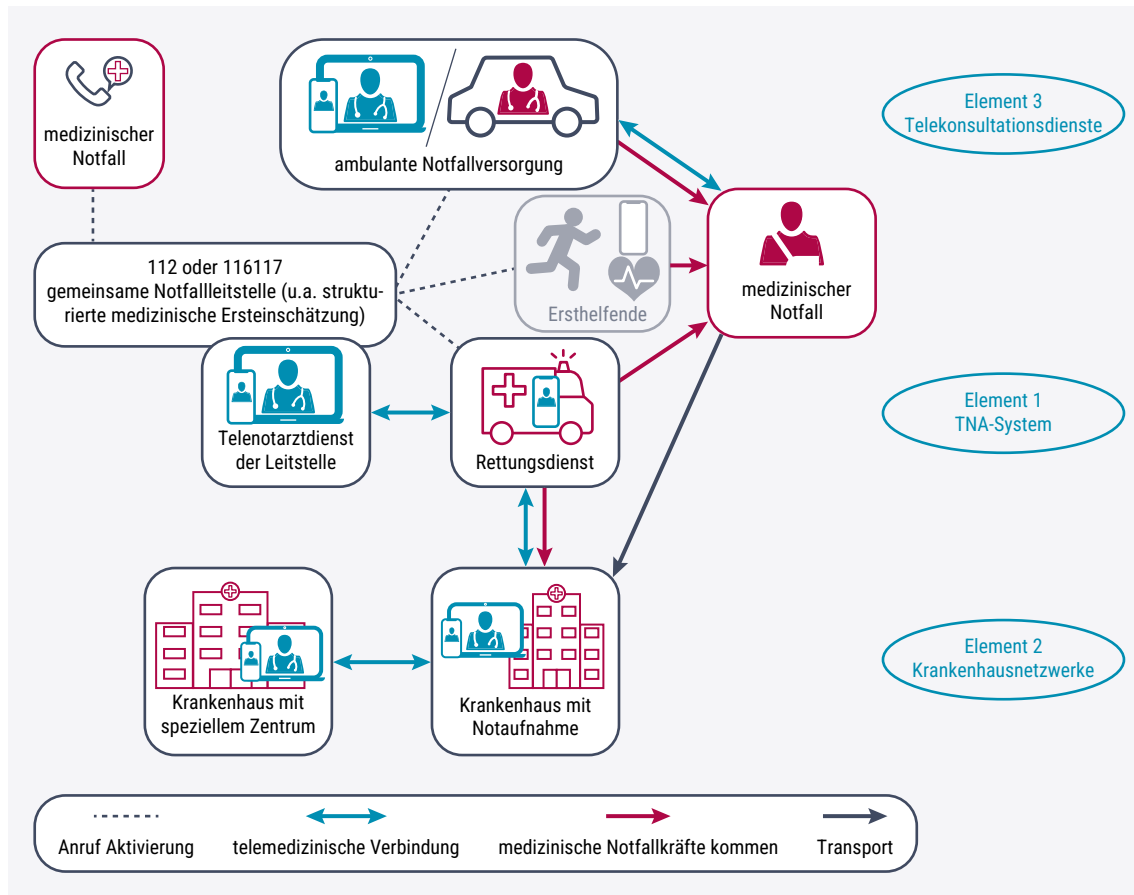 medizinischer
Notfall
ambulante Notfallversorgung
Element 3
Telekonsultationsdienste
112 oder 116117
gemeinsame Notfallleitstelle (u.a. struktu-
rierte medizinische Ersteinschätzung)
Ersthelfende
medizinischer
Notfall
Telenotarztdienst
der Leitstelle
Rettungsdienst
Element 1
TNA-System
Krankenhaus mit
speziellem Zentrum
Krankenhaus mit
Notaufnahme
Element 2
Krankenhausnetzwerke
Anruf Aktivierung
telemedizinische Verbindung
medizinische Notfallkräfte kommen
Transport